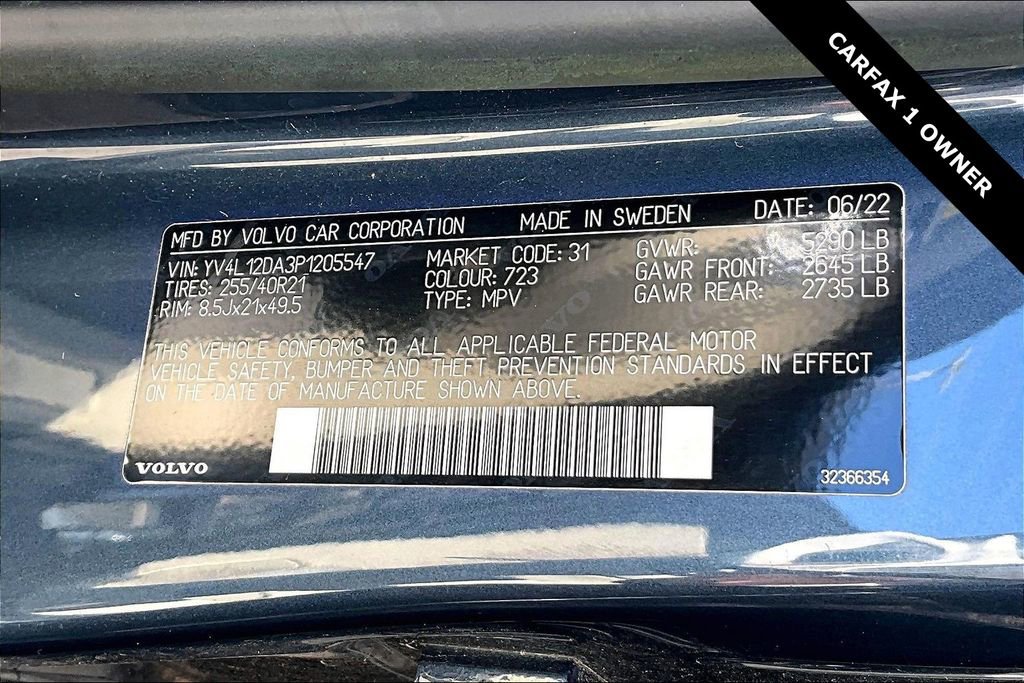 CARFAX 1 OWNER
MFD BY VOLVO CAR CORPORATION MADE IN SWEDEN DATE: 06/22
VIN: YV4L12DA3P1205547 MARKET CODE: 31 GVWR: 5290 LB
TIRES: 255/40R21 COLOUR: 723 GAWR FRONT: 2645 LB
RIM: 8.5Jx21x49.5 TYPE: MPV GAWR REAR: 2735 LB
THIS VEHICLE CONFORMS TO ALL APPLICABLE FEDERAL MOTOR
VEHICLE SAFETY, BUMPER AND THEFT PREVENTION STANDARDS IN EFFECT
ON THE DATE OF MANUFACTURE SHOWN ABOVE.
VOLVO 32366354